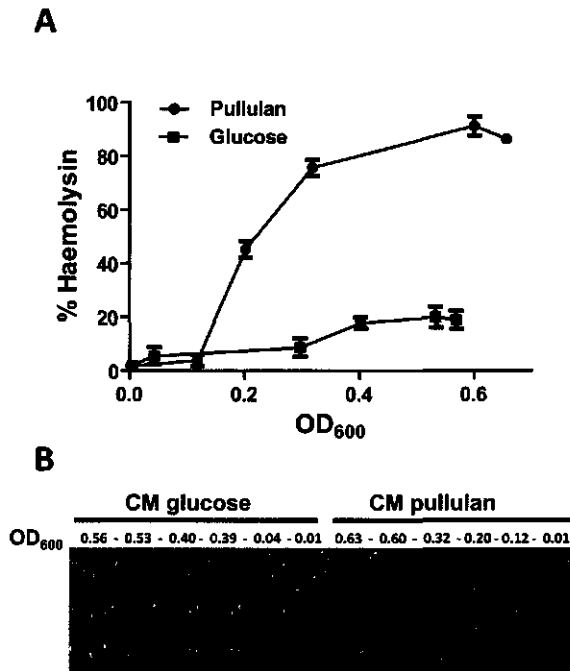 A
100
80
60
40
20
0
% Haemolysin
Pullulan
Glucose
0.0 0.2 0.4 0.6
OD600
B
CM glucose CM pullulan
OD600 0.56 - 0.53 - 0.40 - 0.39 - 0.04 - 0.01 0.63 - 0.60 - 0.32 - 0.20 - 0.12 - 0.01